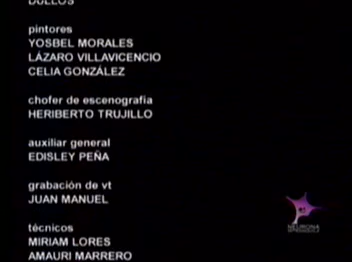 pintores
YOSBEL MORALES
LÁZARO VILLAVICENCIO
CELIA GONZÁLEZ
chofer de escenografía
HERIBERTO TRUJILLO
auxiliar general
EDISLEY PEÑA
grabación de vt
JUAN MANUEL
técnicos
MIRIAM LORES
AMAURI MARRERO
NEURONA